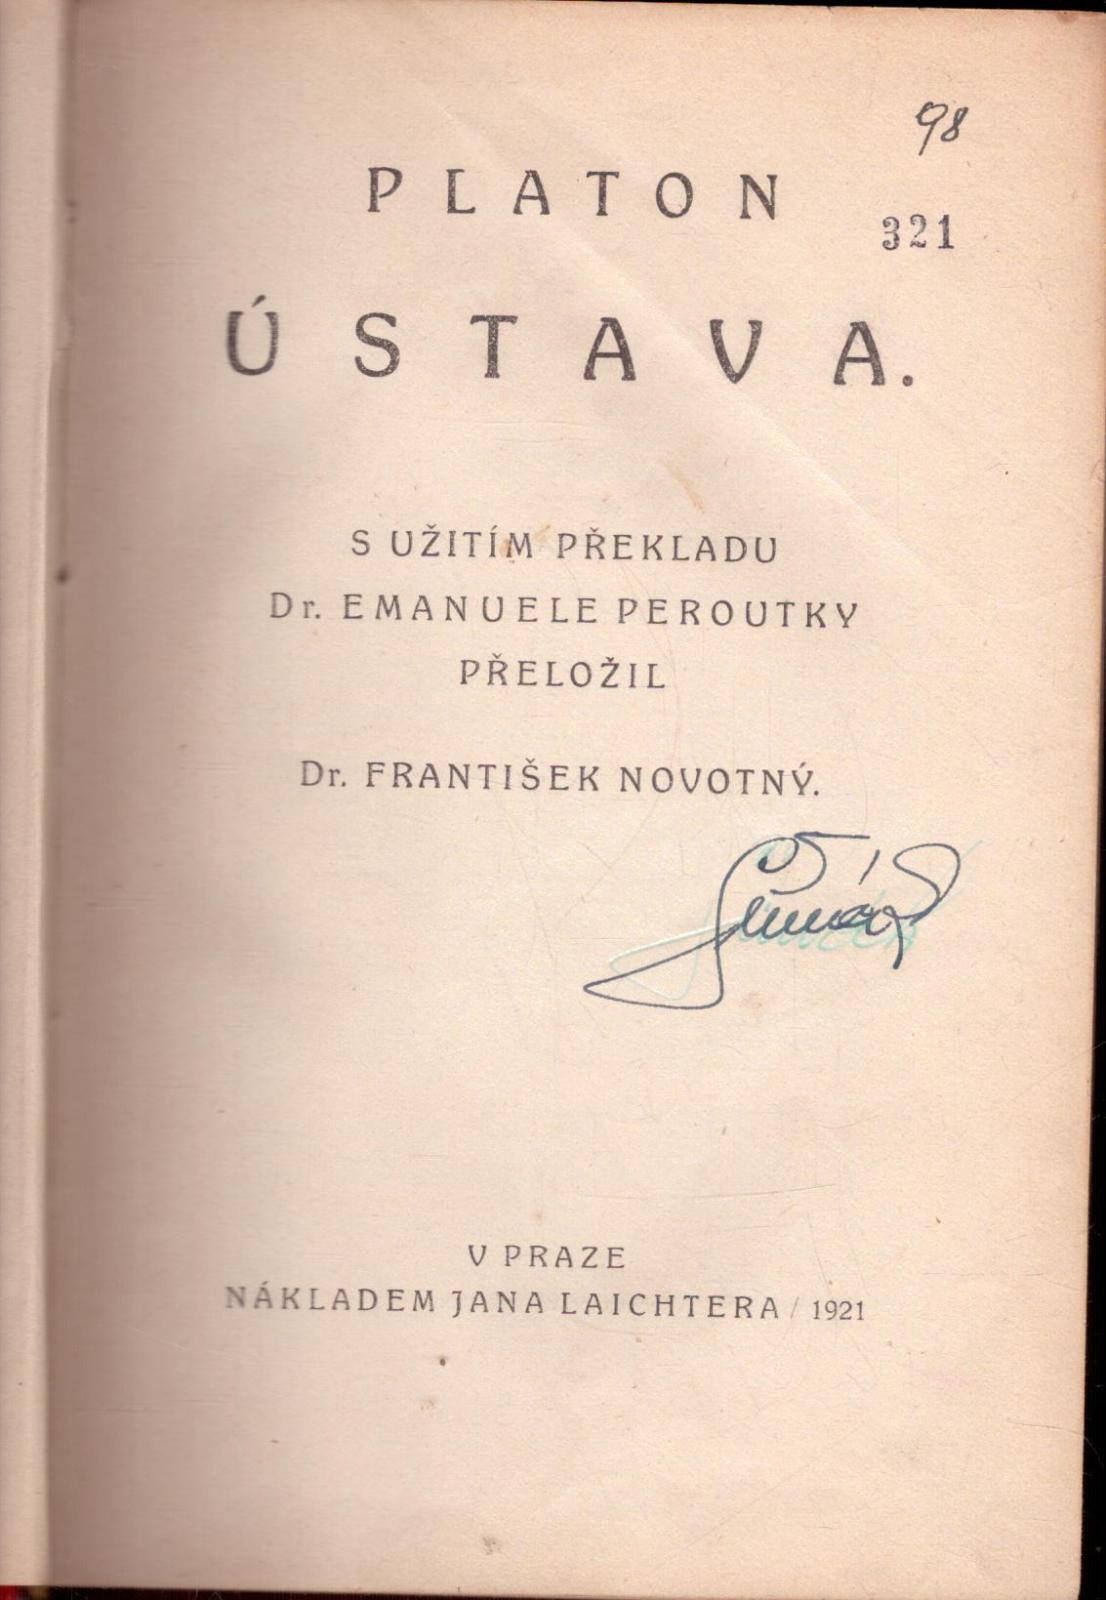 98
PLATON
321
ÚSTAVA.
S UŽITÍM PŘEKLADU
Dr. EMANUELE PEROUTKY
PŘELOŽIL
Dr. FRANTIŠEK NOVOTNÝ.
V PRAZE
NÁKLADEM JANA LAICHTERA / 1921